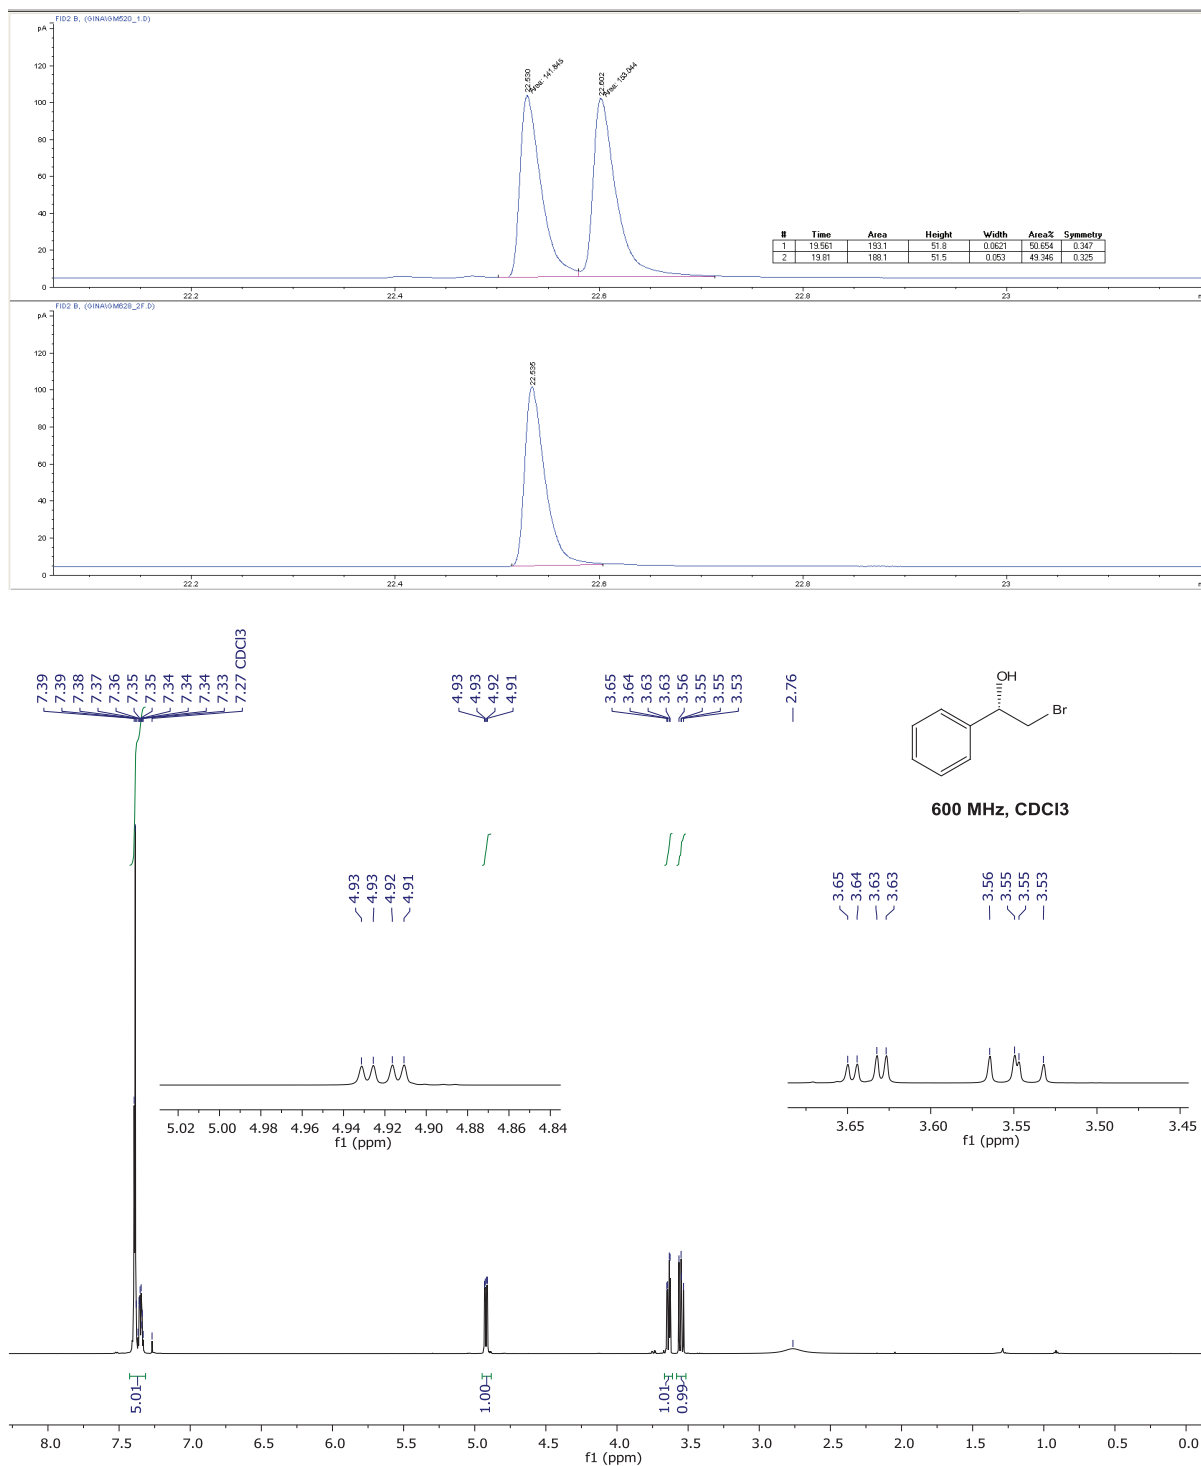 FID2 B, (GINA\GM520_1.D)
pA
120
100
80
60
40
20
0
22.530
Area: 141.845
22.602
Area: 153.044
# Time Area Height Width Area% Symmetry
1 19.561 193.1 51.8 0.0621 50.654 0.347
2 19.81 188.1 51.5 0.053 49.346 0.325
22.2 22.4 22.6 22.8 23
FID2 B, (GINA\GM628_2F.D)
pA
120
100
80
60
40
20
0
22.535
22.2 22.4 22.6 22.8 23
7.39 7.39 7.38 7.37 7.36 7.35 7.35 7.34 7.34 7.34 7.33 7.27 CDCl3
4.93 4.93 4.92 4.91
3.65 3.64 3.63 3.63 3.56 3.55 3.55 3.53
2.76
OH
Br
600 MHz, CDCl3
4.93 4.93 4.92 4.91
3.65 3.64 3.63 3.63 3.56 3.55 3.55 3.53
5.02 5.00 4.98 4.96 4.94 4.92 4.90 4.88 4.86 4.84
f1 (ppm)
3.65 3.60 3.55 3.50 3.45
f1 (ppm)
5.01 1.00 1.01 0.99
8.0 7.5 7.0 6.5 6.0 5.5 5.0 4.5 4.0 3.5 3.0 2.5 2.0 1.5 1.0 0.5 0.0
f1 (ppm)